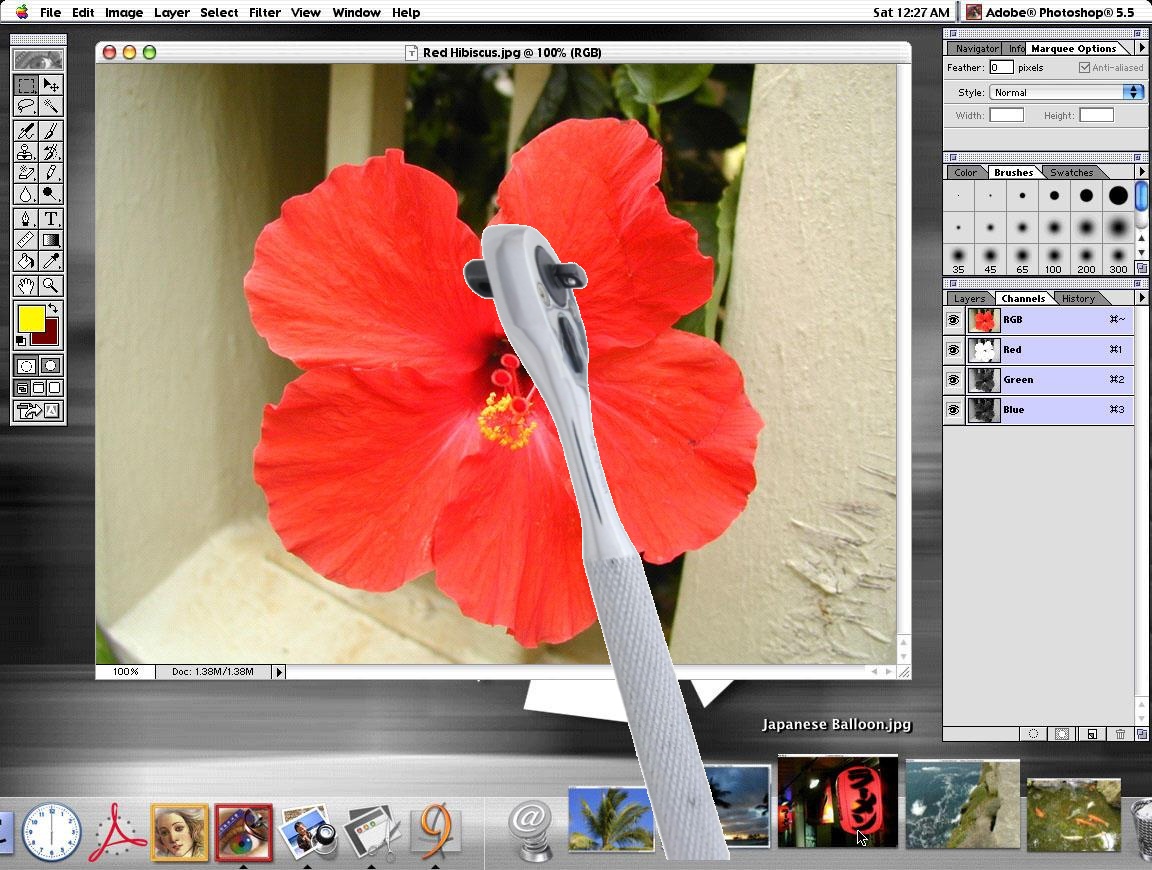 File Edit Image Layer Select Filter View Window Help
Sat 12:27 AM
Adobe® Photoshop® 5.5
Red Hibiscus.jpg @ 100% (RGB)
Navigator Info Marquee Options
Feather: 0 pixels
Anti-aliased
Style: Normal
Width:
Height:
Color Brushes Swatches
35 45 65 100 200 300
Layers Channels History
RGB ⌘~
Red ⌘1
Green ⌘2
Blue ⌘3
100%
Doc: 1.38M/1.38M
Japanese Balloon.jpg
ラーメン